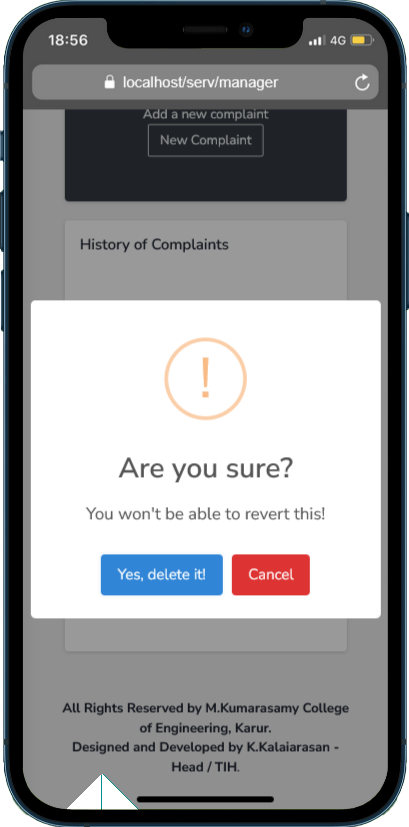 18:56
4G
localhost/serv/manager
Add a new complaint
New Complaint
History of Complaints
!
Are you sure?
You won't be able to revert this!
Yes, delete it!
Cancel
All Rights Reserved by M.Kumarasamy College
of Engineering, Karur.
Designed and Developed by K.Kalaiarasan -
Head / TIH.